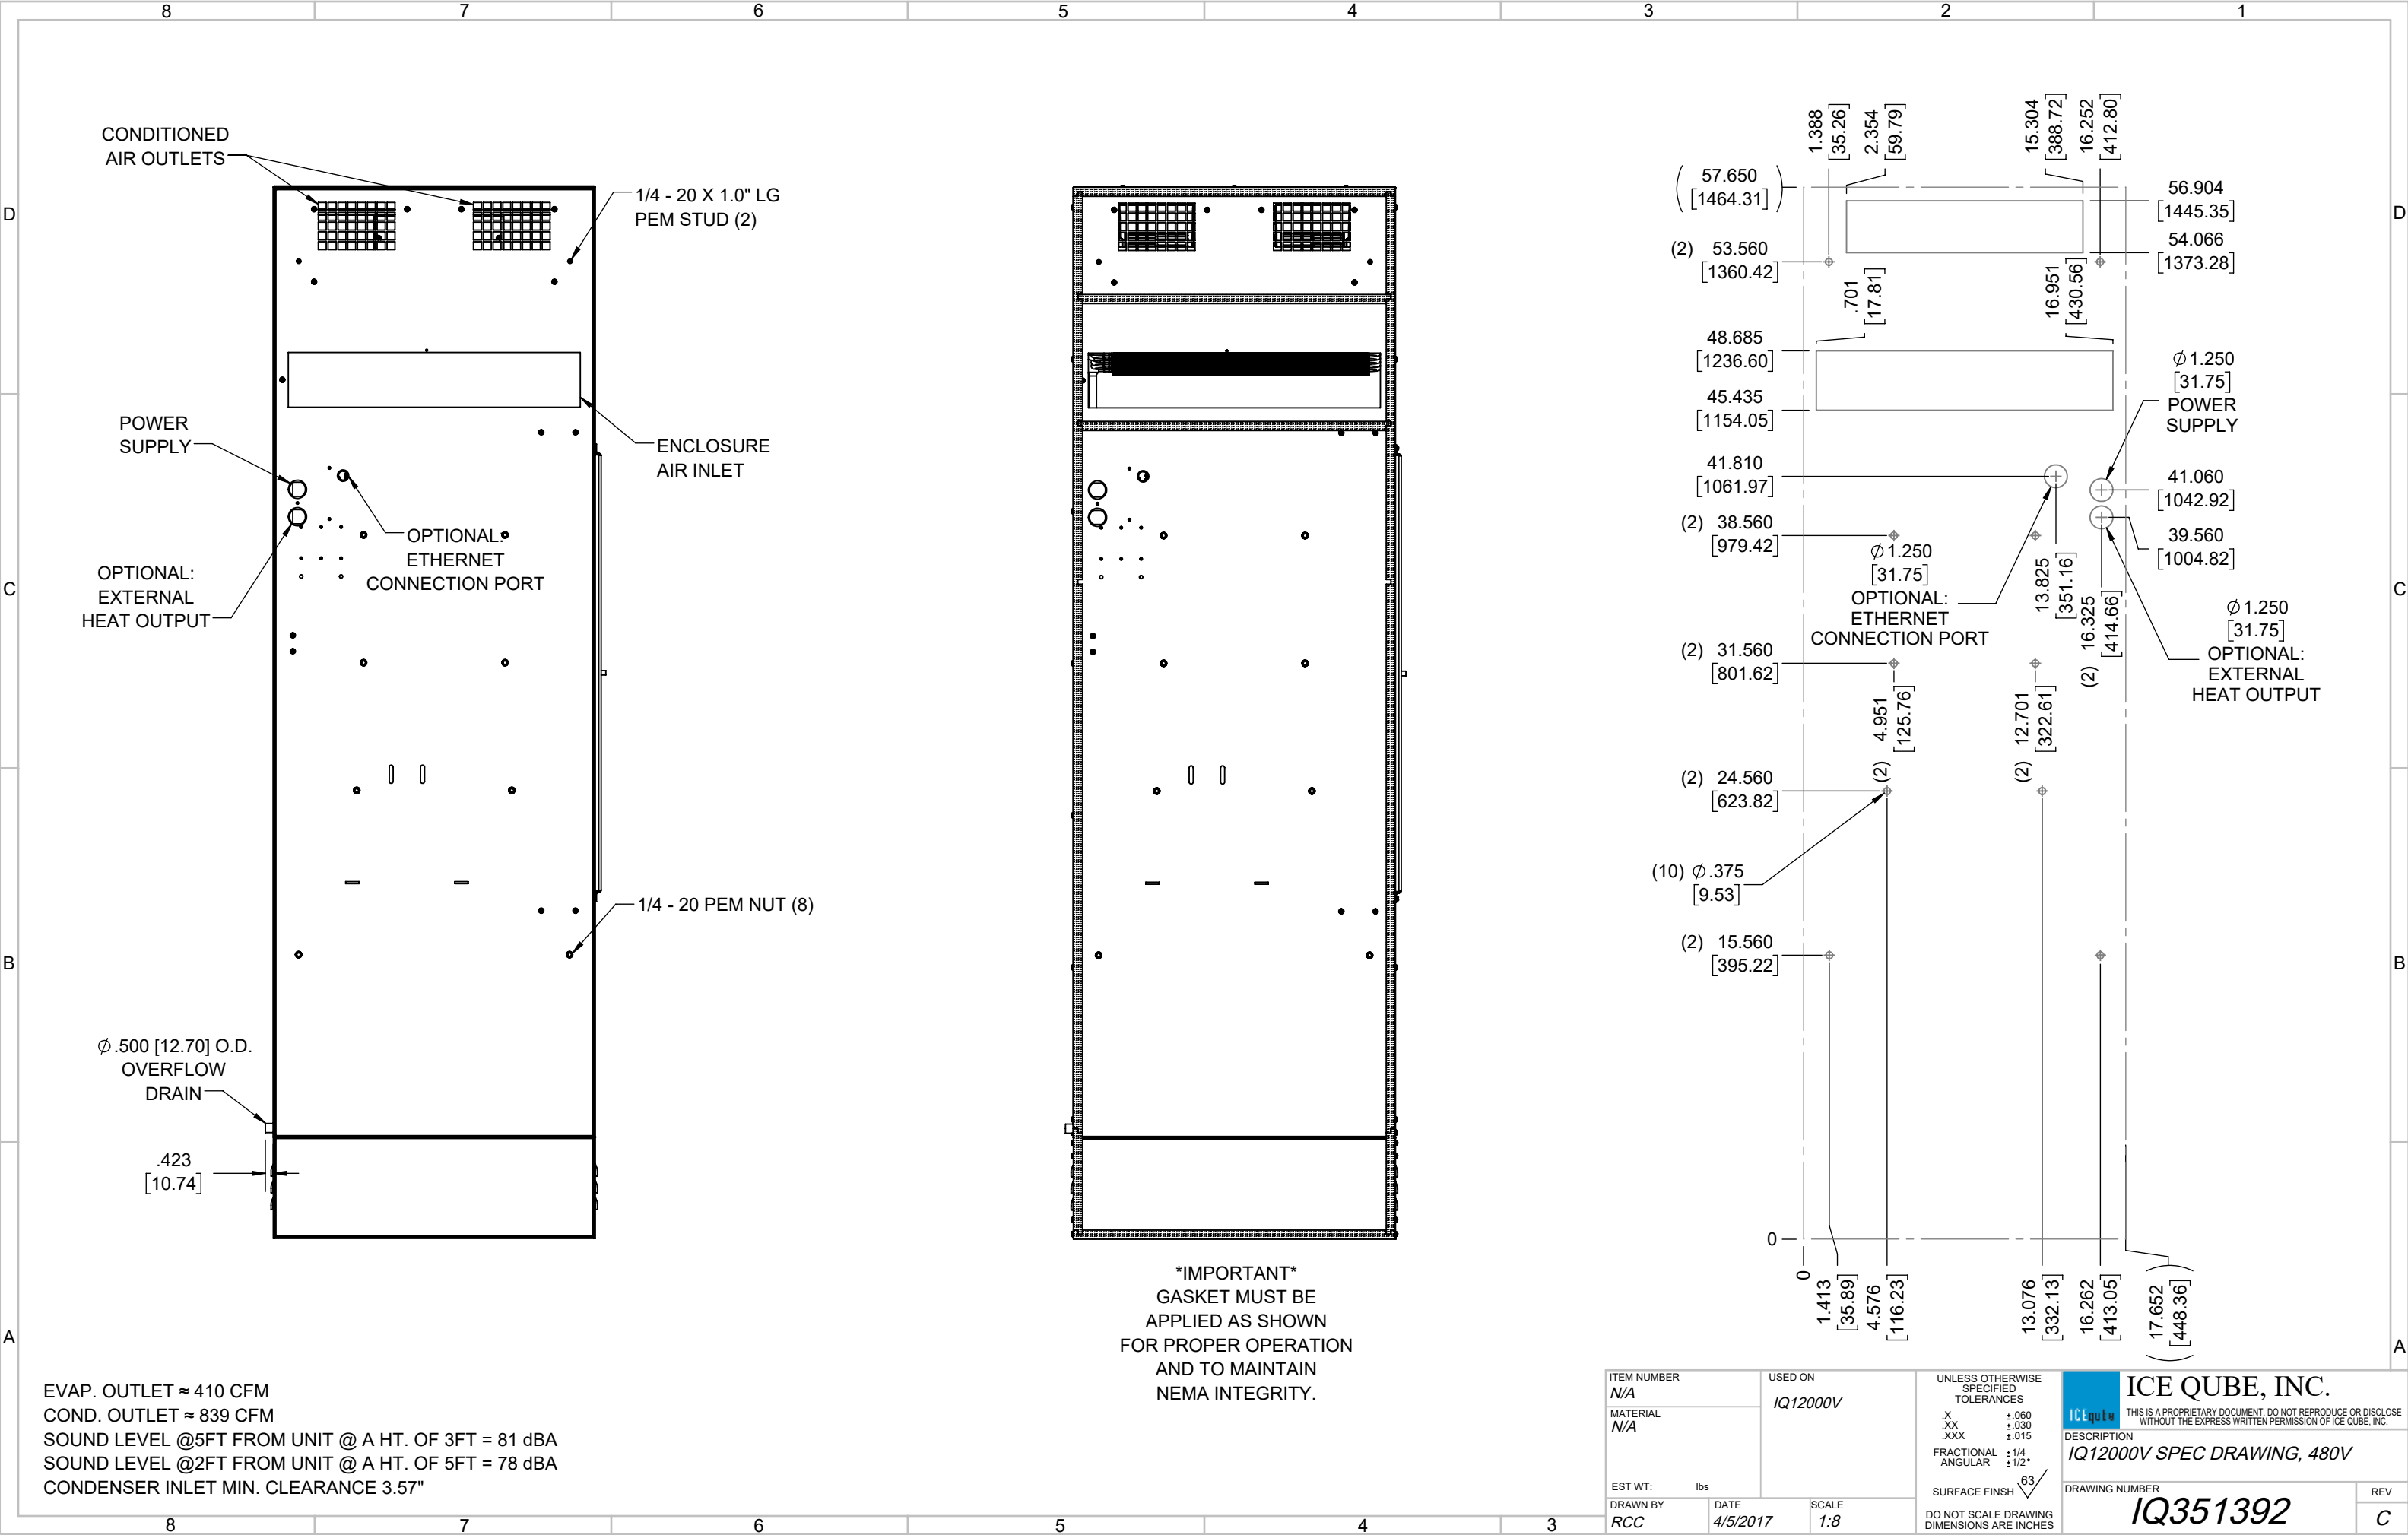 8 7 6 5 4 3 2 1
D
D
C
C
B
B
A
A
CONDITIONED
AIR OUTLETS
1/4 - 20 X 1.0" LG
PEM STUD (2)
POWER
SUPPLY
ENCLOSURE
AIR INLET
OPTIONAL:
ETHERNET
CONNECTION PORT
OPTIONAL:
EXTERNAL
HEAT OUTPUT
1/4 - 20 PEM NUT (8)
Ø.500 [12.70] O.D.
OVERFLOW
DRAIN
.423
[10.74]
*IMPORTANT*
GASKET MUST BE
APPLIED AS SHOWN
FOR PROPER OPERATION
AND TO MAINTAIN
NEMA INTEGRITY.
1.388
[35.26]
2.354
[59.79]
15.304
[388.72]
16.252
[412.80]
(57.650
[1464.31])
56.904
[1445.35]
54.066
[1373.28]
(2) 53.560
[1360.42]
.701
[17.81]
16.951
[430.56]
48.685
[1236.60]
45.435
[1154.05]
Ø1.250
[31.75]
POWER
SUPPLY
41.810
[1061.97]
41.060
[1042.92]
(2) 38.560
[979.42]
39.560
[1004.82]
Ø1.250
[31.75]
OPTIONAL:
ETHERNET
CONNECTION PORT
13.825
[351.16]
(2) 16.325
[414.66]
Ø1.250
[31.75]
OPTIONAL:
EXTERNAL
HEAT OUTPUT
(2) 31.560
[801.62]
(2) 4.951
[125.76]
(2) 12.701
[322.61]
(2) 24.560
[623.82]
(10) Ø.375
[9.53]
(2) 15.560
[395.22]
0
0
1.413
[35.89]
4.576
[116.23]
13.076
[332.13]
16.262
[413.05]
(17.652
[448.36])
EVAP. OUTLET ≈ 410 CFM
COND. OUTLET ≈ 839 CFM
SOUND LEVEL @5FT FROM UNIT @ A HT. OF 3FT = 81 dBA
SOUND LEVEL @2FT FROM UNIT @ A HT. OF 5FT = 78 dBA
CONDENSER INLET MIN. CLEARANCE 3.57"
ITEM NUMBER
N/A
MATERIAL
N/A
EST WT: lbs
USED ON
IQ12000V
DRAWN BY
RCC
DATE
4/5/2017
SCALE
1:8
UNLESS OTHERWISE
SPECIFIED
TOLERANCES
.X ±.060
.XX ±.030
.XXX ±.015
FRACTIONAL ±1/4
ANGULAR ±1/2°
SURFACE FINSH 63
DO NOT SCALE DRAWING
DIMENSIONS ARE INCHES
ICEqube
ICE QUBE, INC.
THIS IS A PROPRIETARY DOCUMENT. DO NOT REPRODUCE OR DISCLOSE
WITHOUT THE EXPRESS WRITTEN PERMISSION OF ICE QUBE, INC.
DESCRIPTION
IQ12000V SPEC DRAWING, 480V
DRAWING NUMBER
IQ351392
REV
C
8 7 6 5 4 3